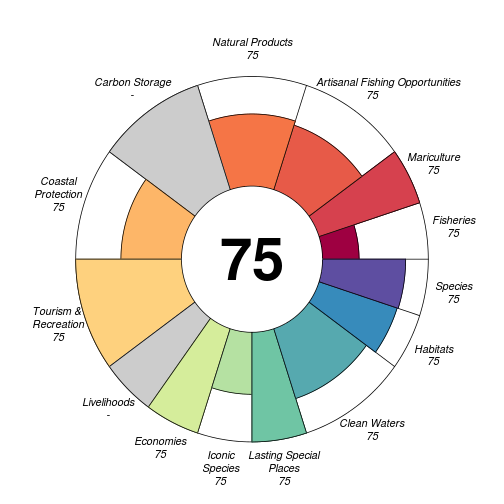 Natural Products
75
Carbon Storage
-
Artisanal Fishing Opportunities
75
Mariculture
75
Coastal
Protection
75
Fisheries
75
75
Species
75
Tourism &
Recreation
75
Habitats
75
Livelihoods
-
Clean Waters
75
Economies
75
Iconic
Species
75
Lasting Special
Places
75